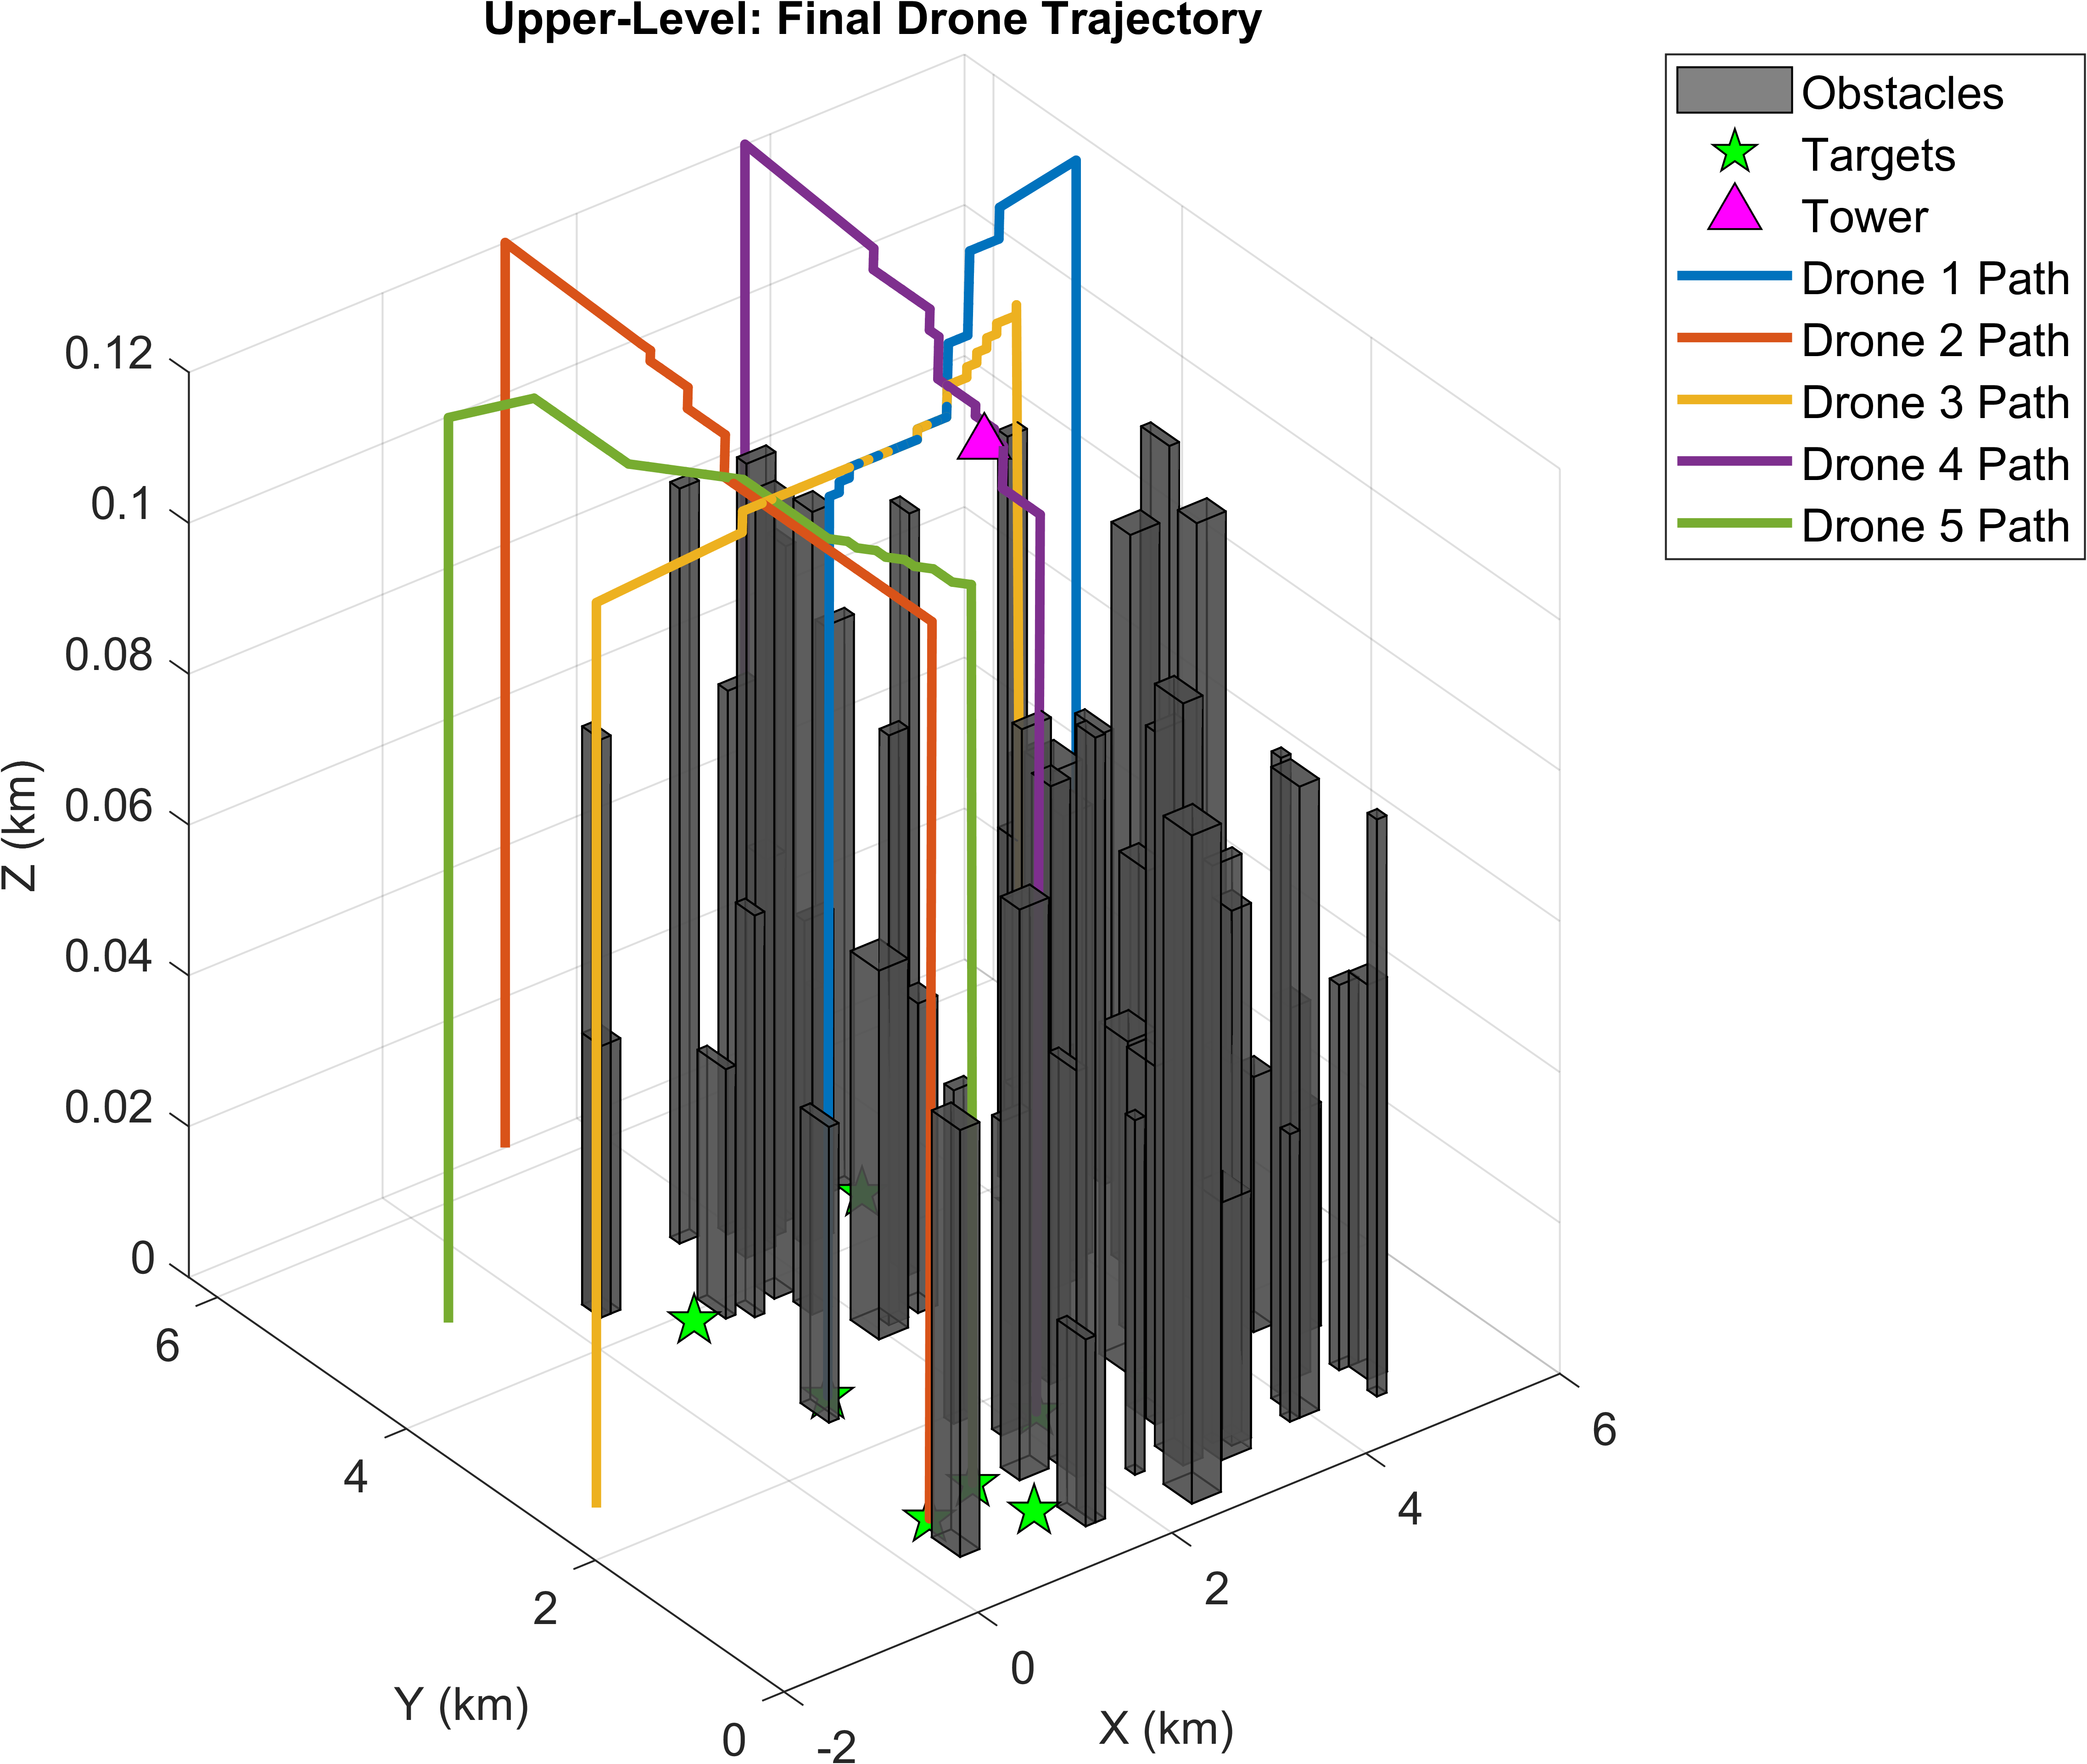 Upper-Level: Final Drone Trajectory
Obstacles
Targets
Tower
Drone 1 Path
Drone 2 Path
Drone 3 Path
Drone 4 Path
Drone 5 Path
0.12
0.1
0.08
0.06
0.04
0.02
0
Z (km)
6
4
2
0
Y (km)
-2
0
2
4
6
X (km)